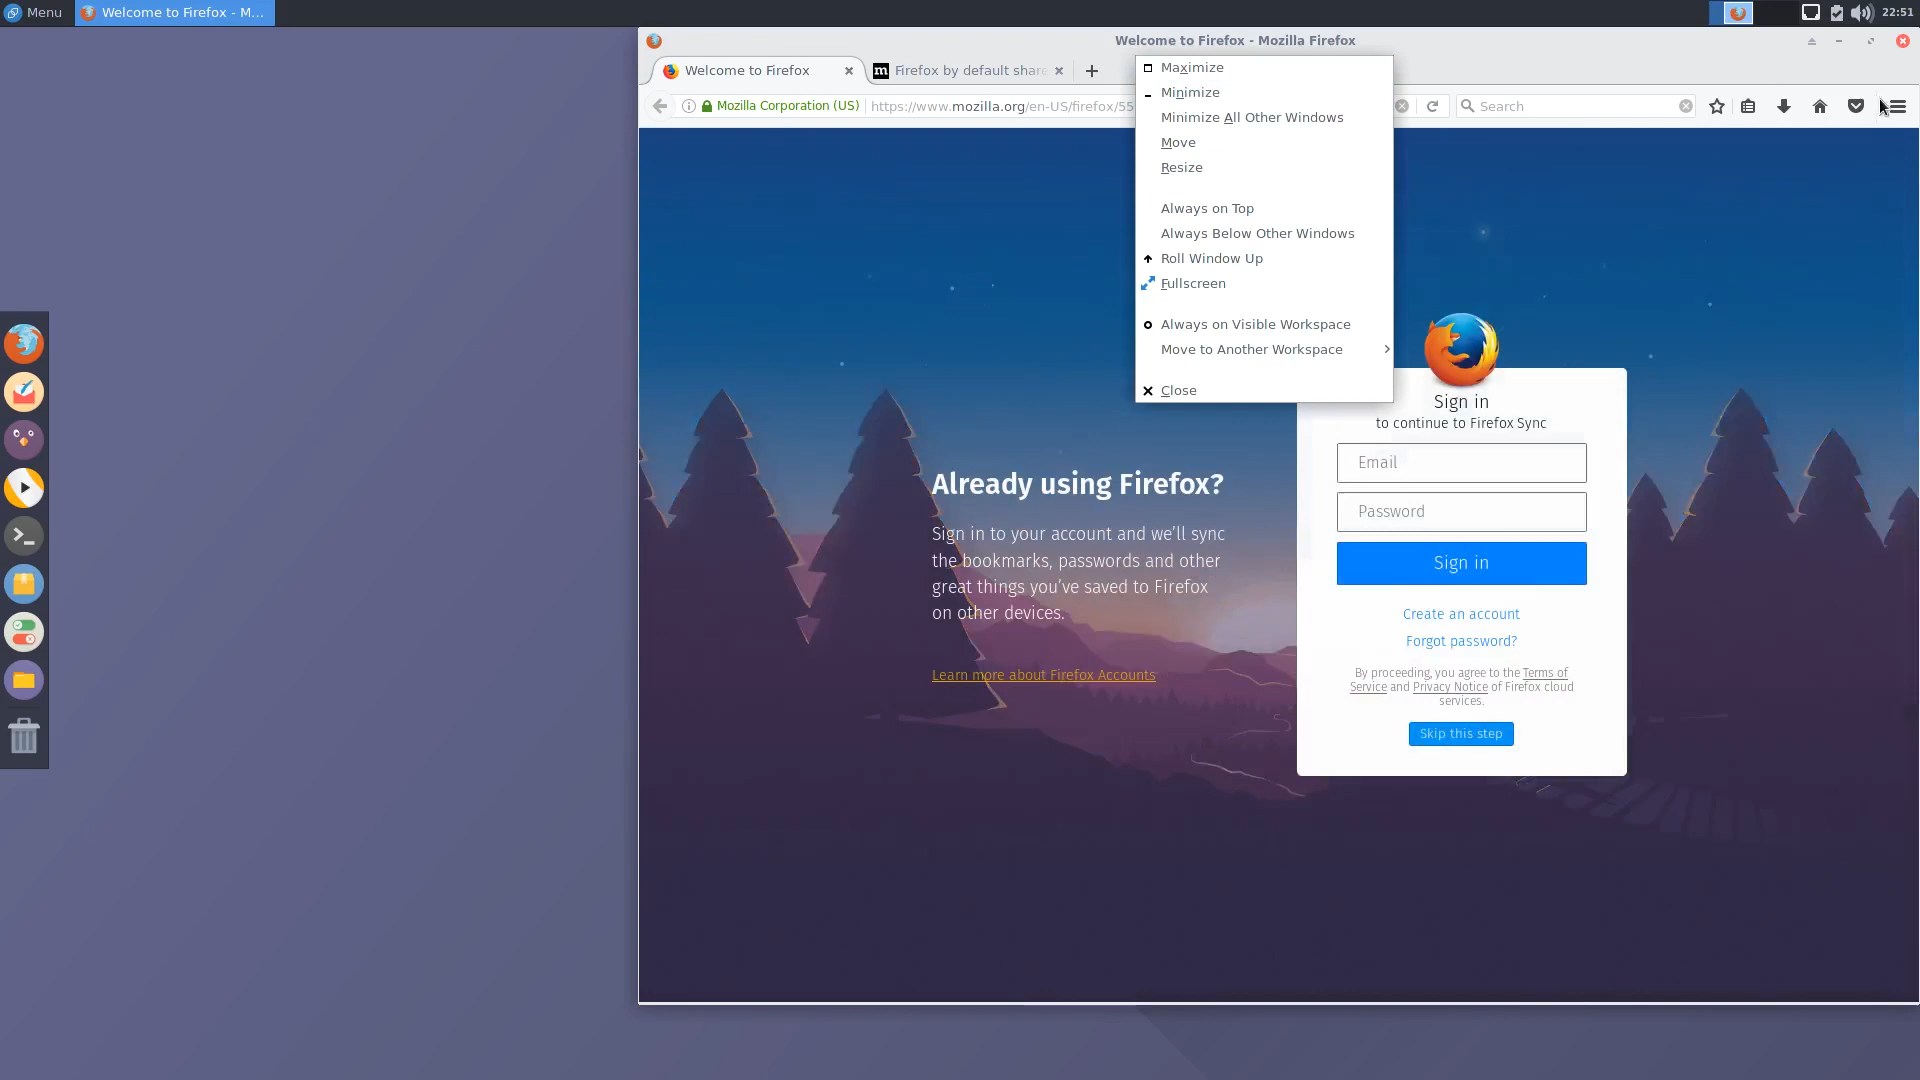 Menu
Welcome to Firefox - M...
22:51
Welcome to Firefox - Mozilla Firefox
Welcome to Firefox
Firefox by default share
Mozilla Corporation (US)
https://www.mozilla.org/en-US/firefox/55
Search
Maximize
Minimize
Minimize All Other Windows
Move
Resize
Always on Top
Always Below Other Windows
Roll Window Up
Fullscreen
Always on Visible Workspace
Move to Another Workspace
Close
Already using Firefox?
Sign in to your account and we’ll sync
the bookmarks, passwords and other
great things you’ve saved to Firefox
on other devices.
Learn more about Firefox Accounts
Sign in
to continue to Firefox Sync
Email
Password
Sign in
Create an account
Forgot password?
By proceeding, you agree to the Terms of
Service and Privacy Notice of Firefox cloud
services.
Skip this step